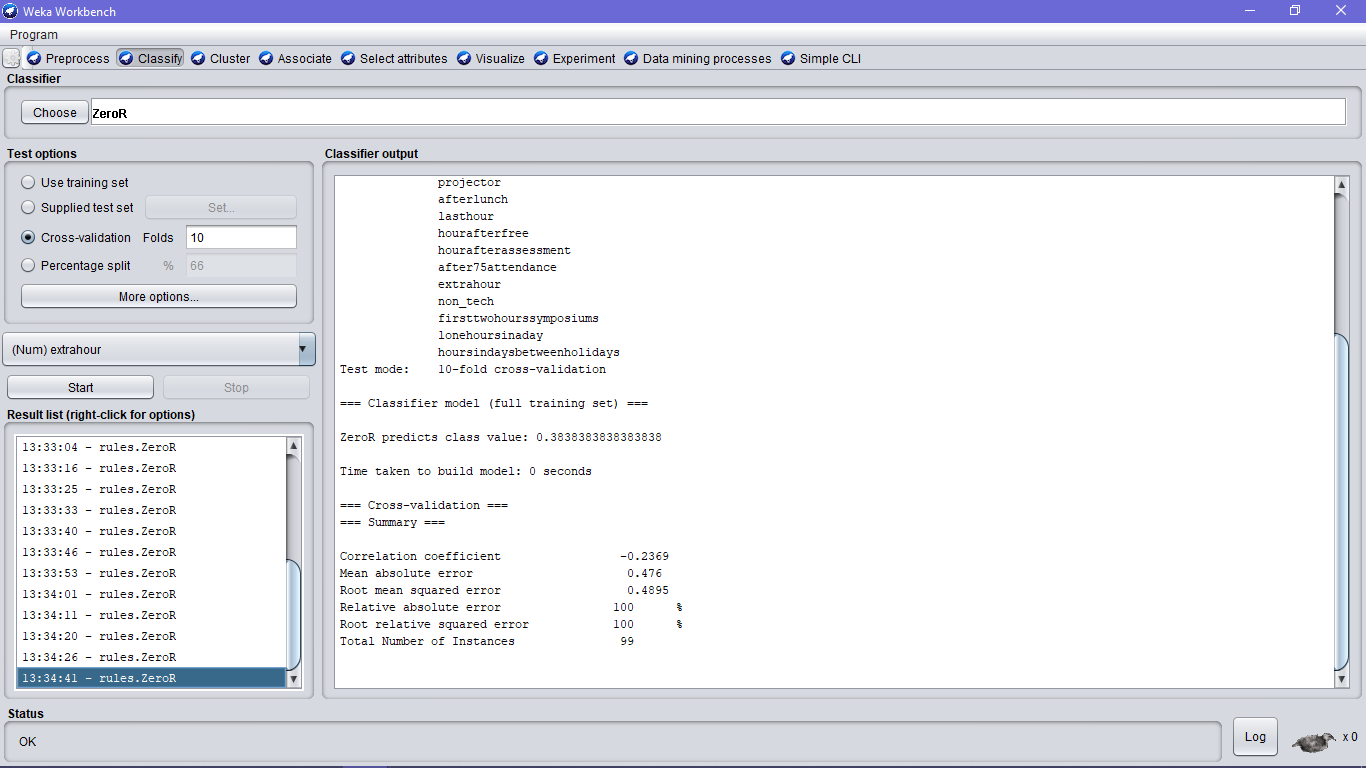 Weka Workbench
Program
Preprocess Classify Cluster Associate Select attributes Visualize Experiment Data mining processes Simple CLI
Classifier
Choose ZeroR
Test options
Use training set
Supplied test set Set...
Cross-validation Folds 10
Percentage split % 66
More options...
(Num) extrahour
Start Stop
Result list (right-click for options)
13:33:04 - rules.ZeroR
13:33:16 - rules.ZeroR
13:33:25 - rules.ZeroR
13:33:33 - rules.ZeroR
13:33:40 - rules.ZeroR
13:33:46 - rules.ZeroR
13:33:53 - rules.ZeroR
13:34:01 - rules.ZeroR
13:34:11 - rules.ZeroR
13:34:20 - rules.ZeroR
13:34:26 - rules.ZeroR
13:34:41 - rules.ZeroR
Classifier output
projector
afterlunch
lasthour
hourafterfree
hourafterassessment
after75attendance
extrahour
non_tech
firsttwohourssymposiums
lonehoursinaday
hoursindaysbetweenholidays
Test mode: 10-fold cross-validation
=== Classifier model (full training set) ===
ZeroR predicts class value: 0.3838383838383838
Time taken to build model: 0 seconds
=== Cross-validation ===
=== Summary ===
Correlation coefficient -0.2369
Mean absolute error 0.476
Root mean squared error 0.4895
Relative absolute error 100 %
Root relative squared error 100 %
Total Number of Instances 99
Status
OK
Log x 0